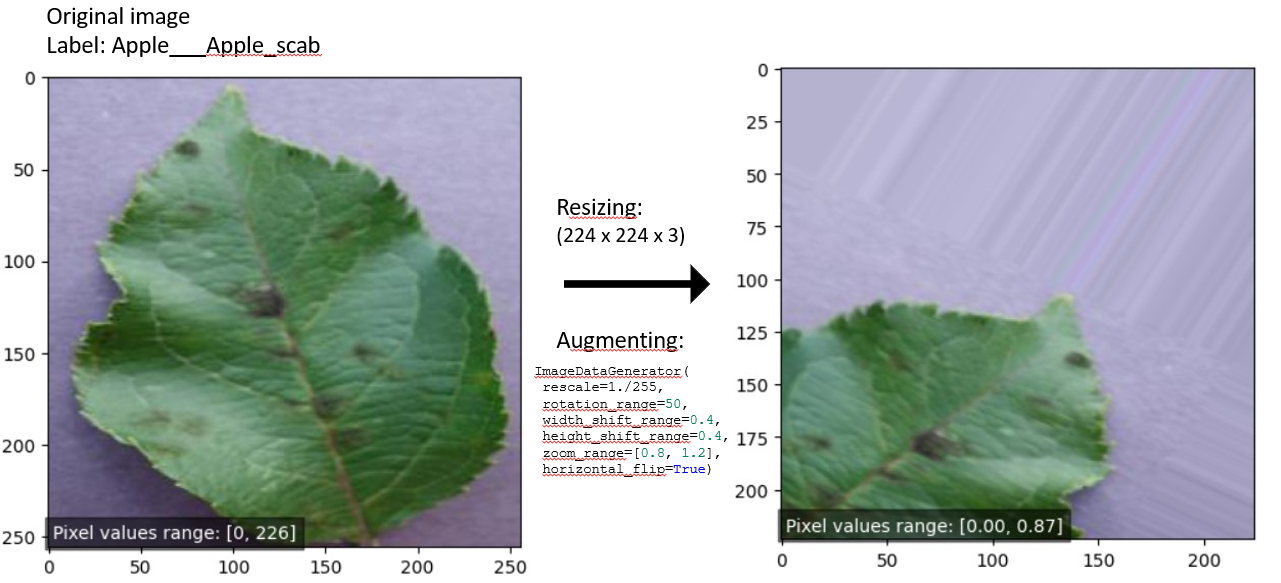 Original image
Label: Apple___Apple_scab
0
50
100
150
200
250
0
50
100
150
200
250
Pixel values range: [0, 226]
Resizing:
(224 x 224 x 3)
Augmenting:
ImageDataGenerator(
rescale=1./255,
rotation_range=50,
width_shift_range=0.4,
height_shift_range=0.4,
zoom_range=[0.8, 1.2],
horizontal_flip=True)
0
25
50
75
100
125
150
175
200
Pixel values range: [0.00, 0.87]
0
50
100
150
200